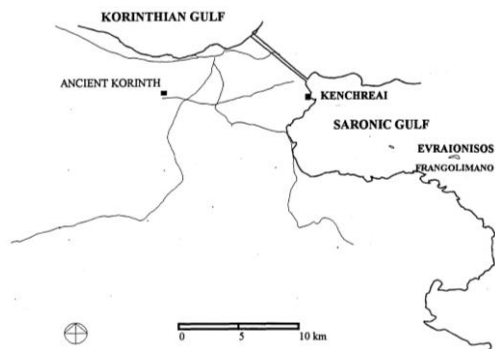 KORINTHIAN GULF
ANCIENT KORINTH
KENCHREAI
SARONIC GULF
EVRAIONISOS
FRANGOLIMANO
0 5 10 km